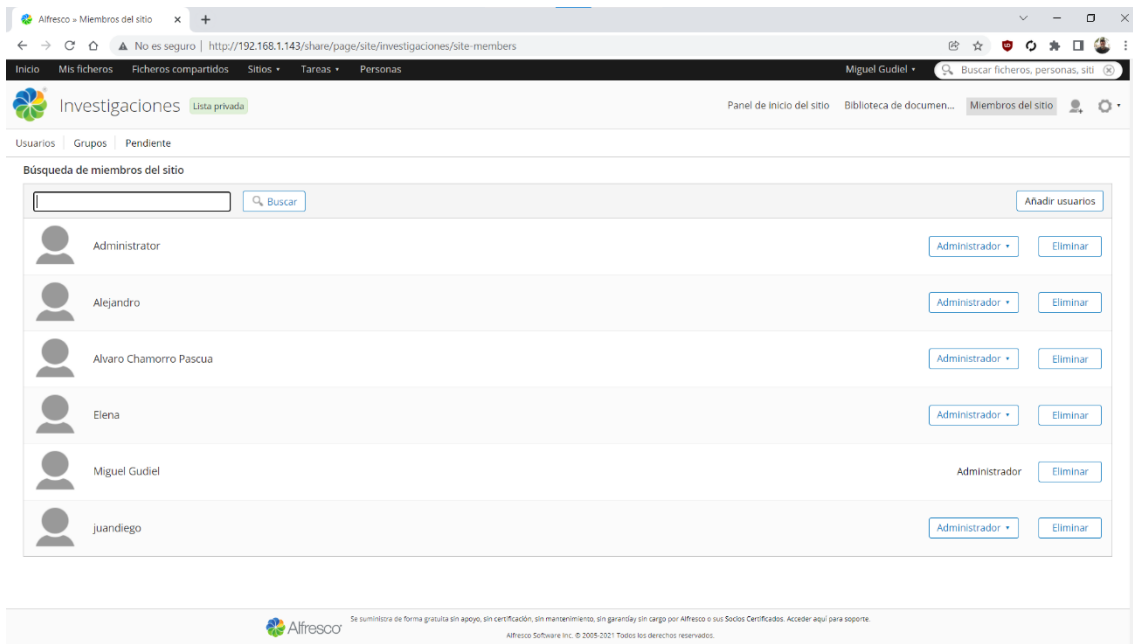 Alfresco » Miembros del sitio
No es seguro | http://192.168.1.143/share/page/site/investigaciones/site-members
Inicio Mis ficheros Ficheros compartidos Sitios Tareas Personas Miguel Gudiel Buscar ficheros, personas, siti
Investigaciones Lista privada Panel de inicio del sitio Biblioteca de documen... Miembros del sitio
Usuarios Grupos Pendiente
Búsqueda de miembros del sitio
Buscar Añadir usuarios
Administrator Administrador Eliminar
Alejandro Administrador Eliminar
Alvaro Chamorro Pascua Administrador Eliminar
Elena Administrador Eliminar
Miguel Gudiel Administrador Eliminar
juandiego Administrador Eliminar
Alfresco Se suministra de forma gratuita sin apoyo, sin certificación, sin mantenimiento, sin garantíay sin cargo por Alfresco o sus Socios Certificados. Acceder aquí para soporte.
Alfresco Software Inc. © 2005-2021 Todos los derechos reservados.